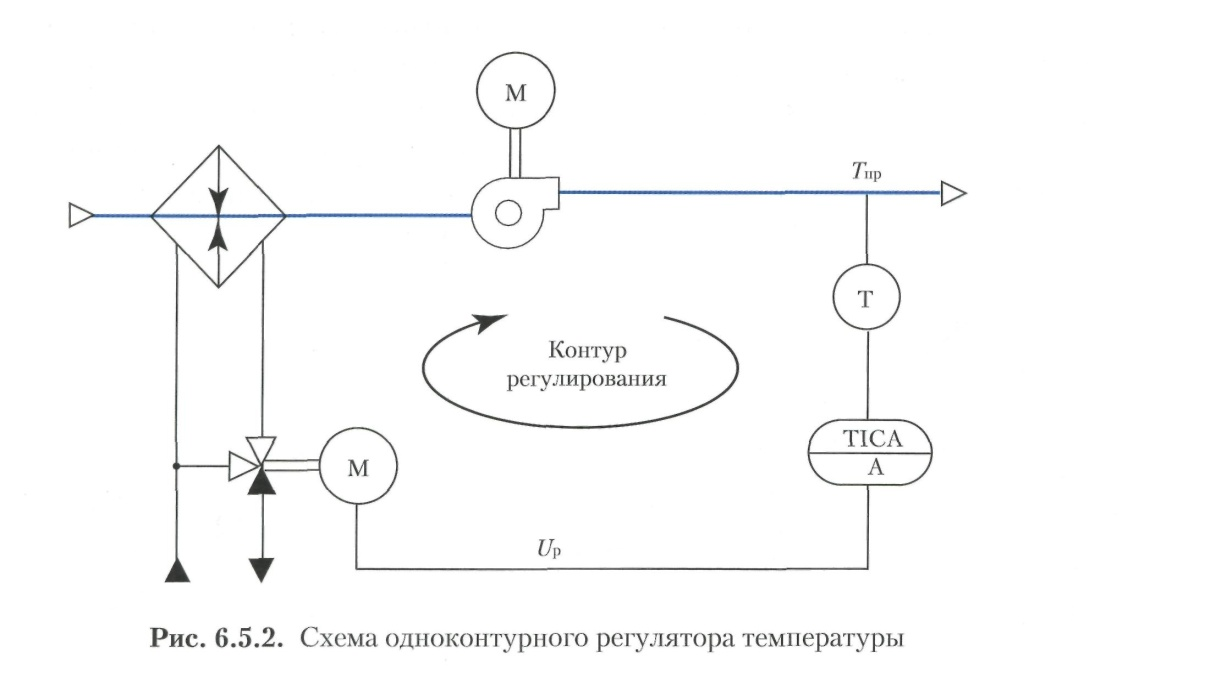 M
Tпр
T
Контур
регулирования
TICA
A
M
Uр
Рис. 6.5.2. Схема одноконтурного регулятора температуры